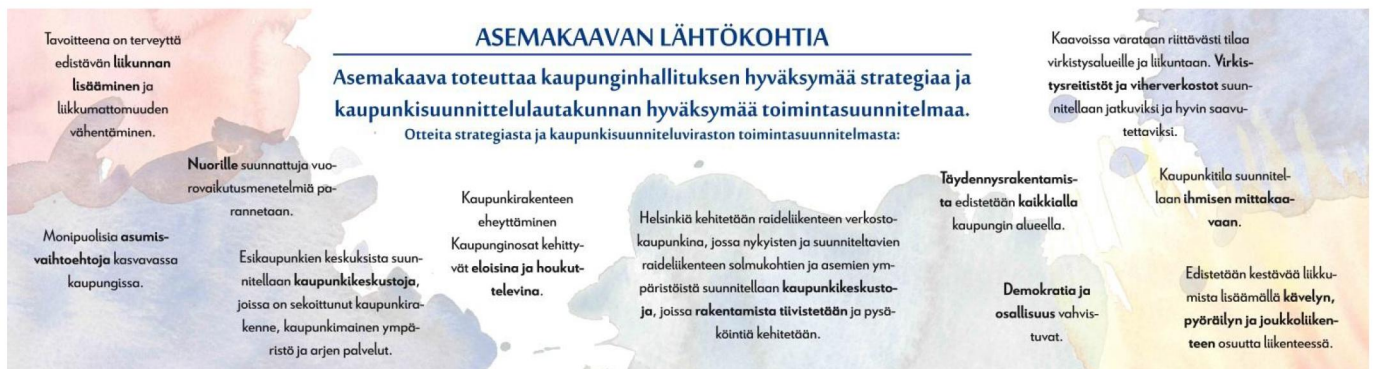 ASEMAKAAVAN LÄHTÖKOHTIA
Asemakaava toteuttaa kaupunginhallituksen hyväksymää strategiaa ja
kaupunkisuunnittelulautakunnan hyväksymää toimintasuunnitelmaa.
Otteita strategiasta ja kaupunkisuunniteluviraston toimintasuunnitelmasta:
Tavoitteena on terveyttä
edistävän liikunnan
lisääminen ja
liikkumattomuuden
vähentäminen.
Nuorille suunnattuja vuo-
rovaikutusmenetelmiä pa-
rannetaan.
Monipuolisia asumis-
vaihtoehtoja kasvavassa
kaupungissa.
Esikaupunkien keskuksista suun-
nitellaan kaupunkikeskustoja,
joissa on sekoittunut kaupunkira-
kenne, kaupunkimainen ympä-
ristö ja arjen palvelut.
Kaupunkirakenteen
eheyttäminen
Kaupunginosat kehitty-
vät eloisina ja houkut-
televina.
Helsinkiä kehitetään raideliikenteen verkosto-
kaupunkina, jossa nykyisten ja suunniteltavien
raideliikenteen solmukohtien ja asemien ym-
päristöistä suunnitellaan kaupunkikeskusto-
ja, joissa rakentamista tiivistetään ja pysä-
köintiä kehitetään.
Täydennysrakentamis-
ta edistetään kaikkialla
kaupungin alueella.
Demokratia ja
osallisuus vahvis-
tuvat.
Kaavoissa varataan riittävästi tilaa
virkistysalueille ja liikuntaan. Virkis-
tysreitistöt ja viherverkostot suun-
nitellaan jatkuviksi ja hyvin saavu-
tettaviksi.
Kaupunkitila suunnitel-
laan ihmisen mittakaa-
vaan.
Edistetään kestävää liikku-
mista lisäämällä kävelyn,
pyöräilyn ja joukkoliiken-
teen osuutta liikenteessä.